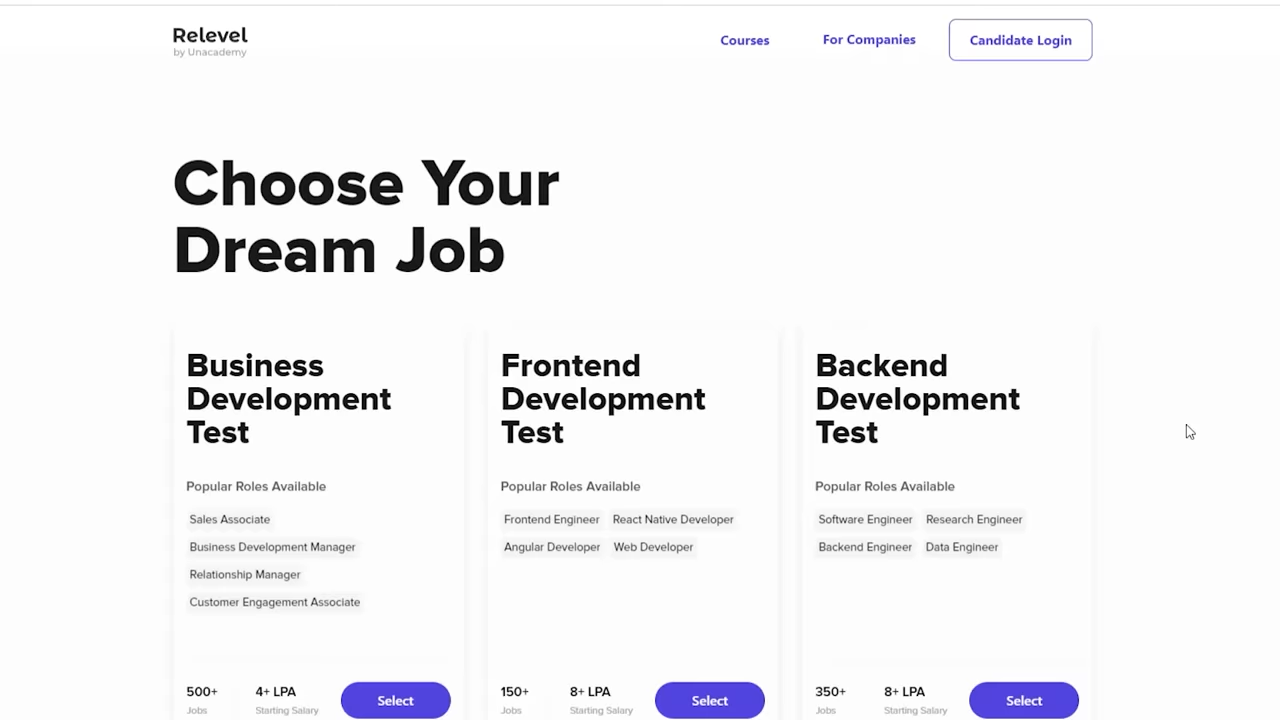 Relevel
by Unacademy
Courses
For Companies
Candidate Login
Choose Your
Dream Job
Business
Development
Test
Popular Roles Available
Sales Associate
Business Development Manager
Relationship Manager
Customer Engagement Associate
500+
Jobs
4+ LPA
Starting Salary
Select
Frontend
Development
Test
Popular Roles Available
Frontend Engineer React Native Developer
Angular Developer Web Developer
150+
Jobs
8+ LPA
Starting Salary
Select
Backend
Development
Test
Popular Roles Available
Software Engineer Research Engineer
Backend Engineer Data Engineer
350+
Jobs
8+ LPA
Starting Salary
Select